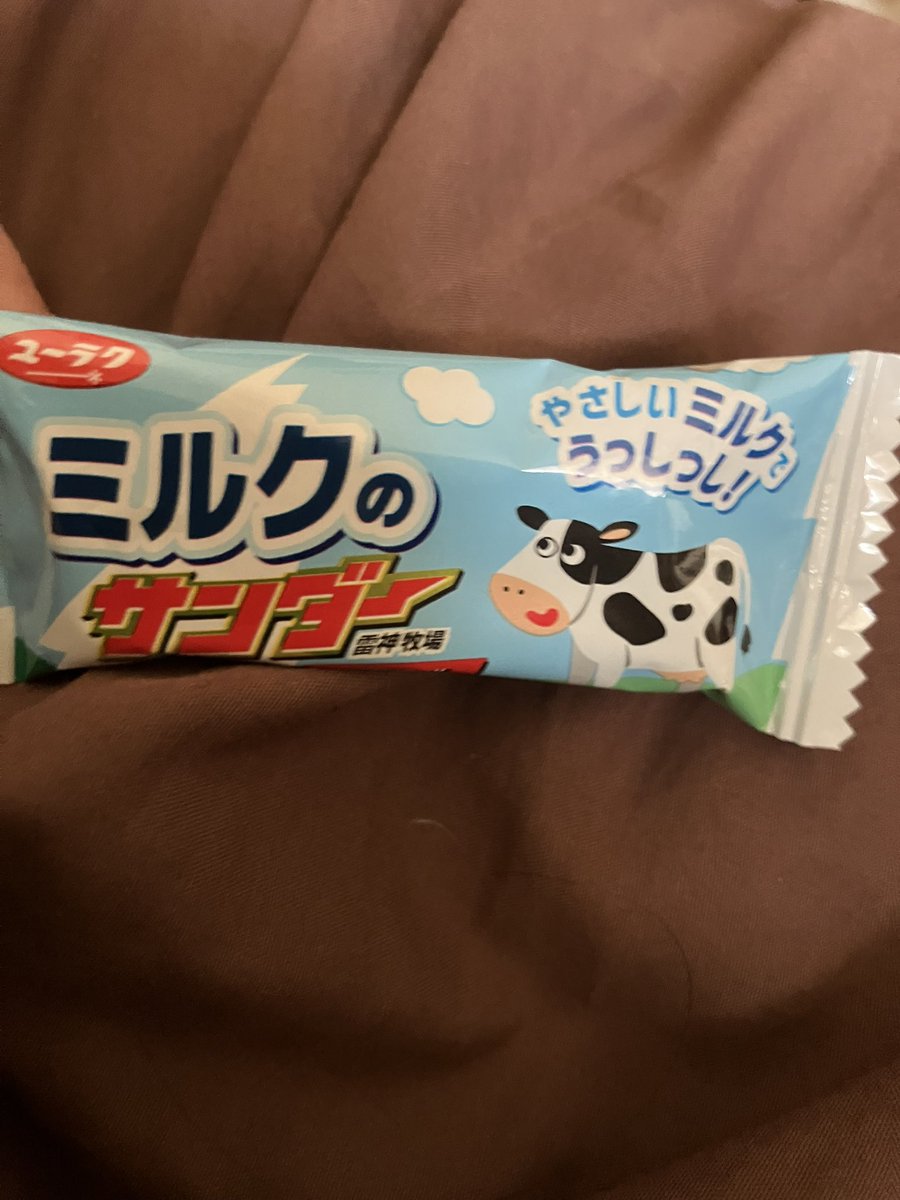 ユーラク
ミルクの
サンダー
雷神牧場
やさしいミルクで
うっしっし!